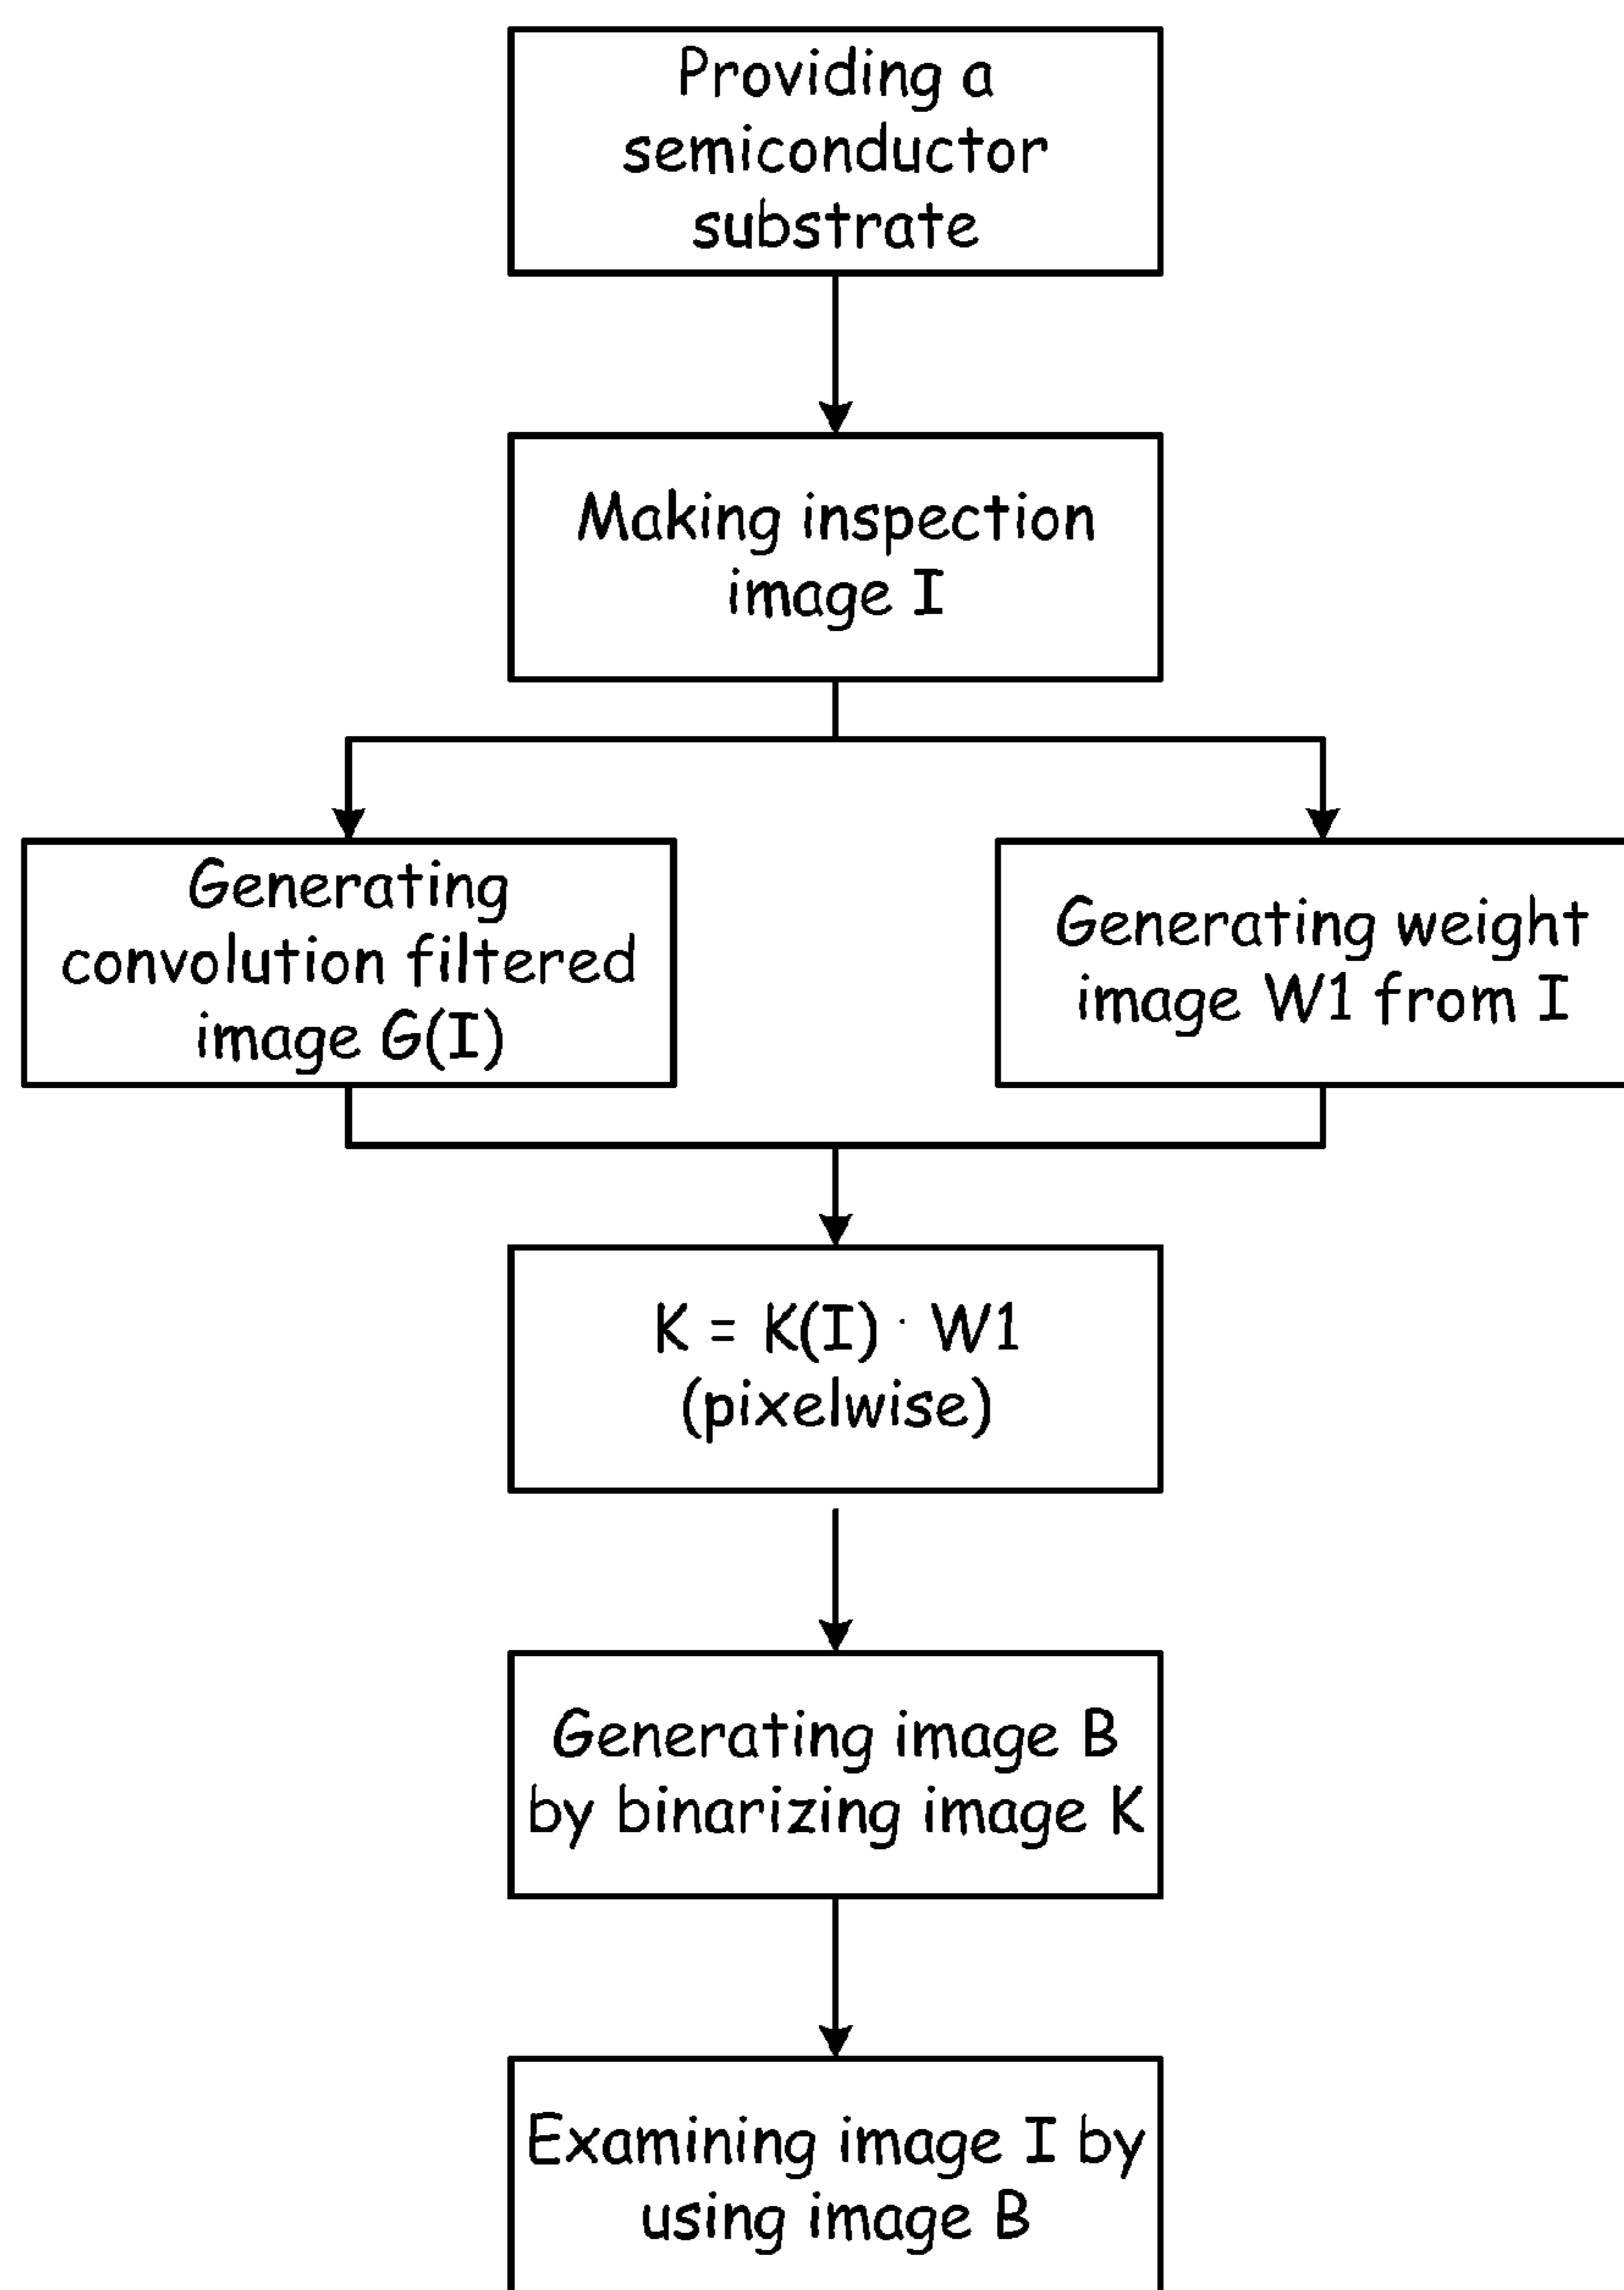 Providing a
semiconductor
substrate
Making inspection
image I
Generating
convolution filtered
image G(I)
Generating weight
image W1 from I
K = K(I) · W1
(pixelwise)
Generating image B
by binarizing image K
Examining image I by
using image B